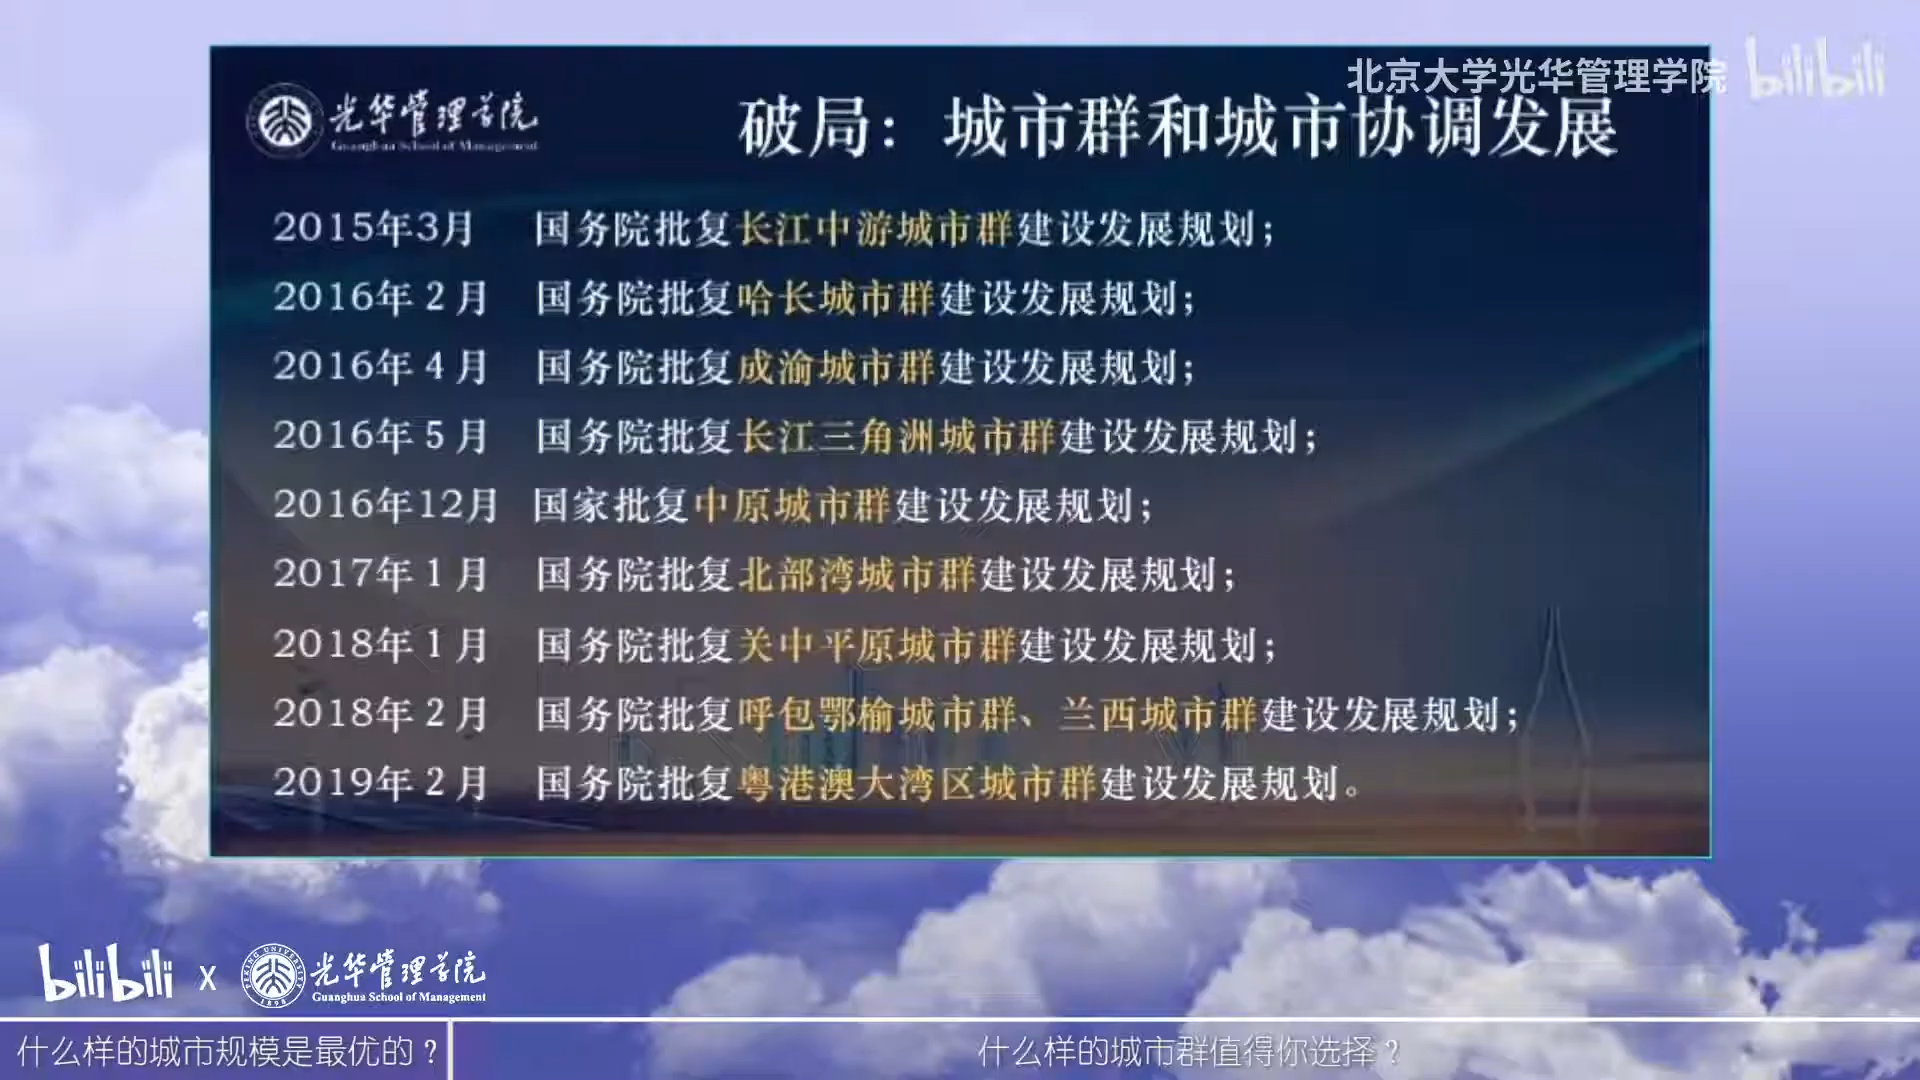 北京大学光华管理学院 bilibili
光华管理学院
Guanghua School of Management
破局：城市群和城市协调发展
2015年3月 国务院批复长江中游城市群建设发展规划；
2016年2月 国务院批复哈长城市群建设发展规划；
2016年4月 国务院批复成渝城市群建设发展规划；
2016年5月 国务院批复长江三角洲城市群建设发展规划；
2016年12月 国家批复中原城市群建设发展规划；
2017年1月 国务院批复北部湾城市群建设发展规划；
2018年1月 国务院批复关中平原城市群建设发展规划；
2018年2月 国务院批复呼包鄂榆城市群、兰西城市群建设发展规划；
2019年2月 国务院批复粤港澳大湾区城市群建设发展规划。
bilibili x 光华管理学院
PEKING UNIVERSITY 1898
Guanghua School of Management
什么样的城市规模是最优的？ 什么样的城市群值得你选择？